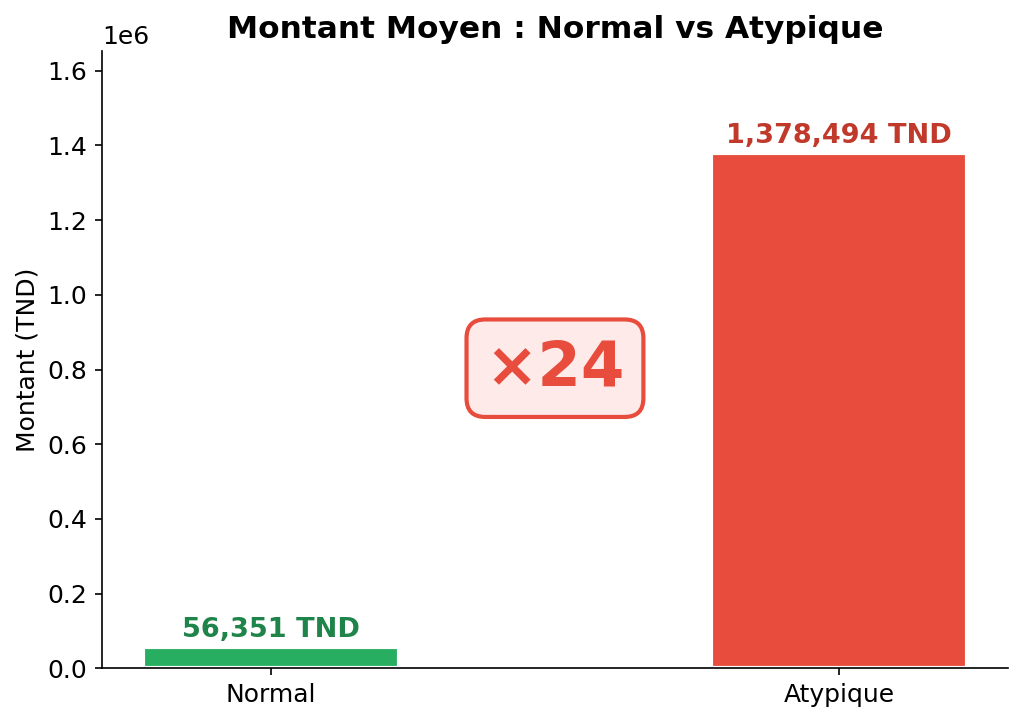 Montant Moyen : Normal vs Atypique
1e6
Montant (TND)
1.6
1.4
1.2
1.0
0.8
0.6
0.4
0.2
0.0
1,378,494 TND
×24
56,351 TND
Normal
Atypique